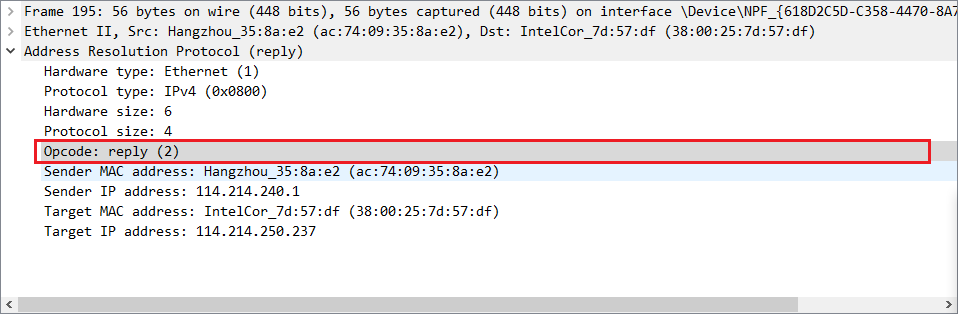 Frame 195: 56 bytes on wire (448 bits), 56 bytes captured (448 bits) on interface \Device\NPF_{618D2C5D-C358-4470-8A7
Ethernet II, Src: Hangzhou_35:8a:e2 (ac:74:09:35:8a:e2), Dst: IntelCor_7d:57:df (38:00:25:7d:57:df)
Address Resolution Protocol (reply)
Hardware type: Ethernet (1)
Protocol type: IPv4 (0x0800)
Hardware size: 6
Protocol size: 4
Opcode: reply (2)
Sender MAC address: Hangzhou_35:8a:e2 (ac:74:09:35:8a:e2)
Sender IP address: 114.214.240.1
Target MAC address: IntelCor_7d:57:df (38:00:25:7d:57:df)
Target IP address: 114.214.250.237